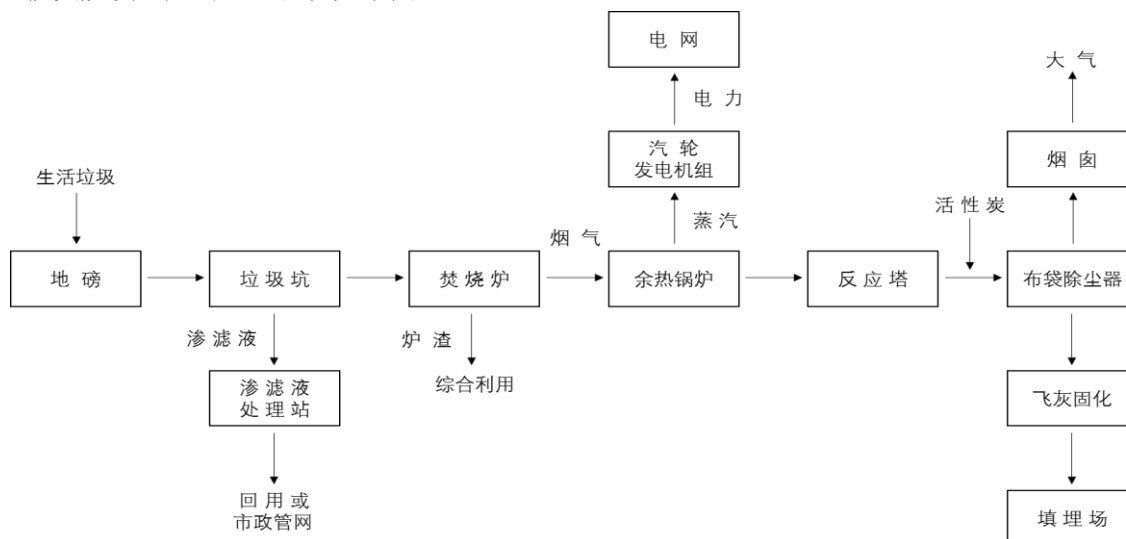 电 网
大 气
电 力
汽 轮
发电机组
烟 囱
生活垃圾
活 性 炭
蒸 汽
烟 气
地 磅
垃 圾 坑
焚 烧 炉
余热锅炉
反 应 塔
布袋除尘器
渗 滤 液
炉 渣
综合利用
渗 滤 液
处 理 站
飞灰固化
回 用 或
市政管网
填 埋 场